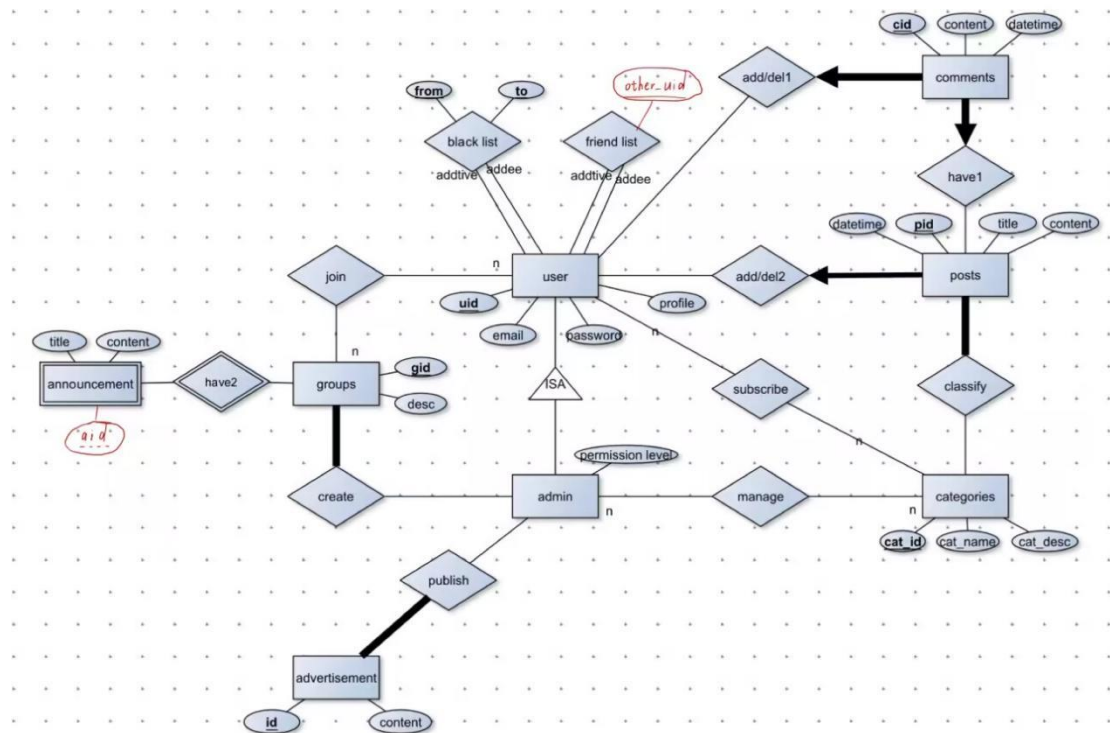 cid
content
datetime
other_uid
add/del1
comments
from
to
black list
friend list
addtive
addee
addtive
addee
have1
datetime
pid
title
content
join
n
user
add/del2
posts
uid
profile
email
password
n
title
content
n
ISA
announcement
have2
groups
gid
subscribe
classify
desc
aid
n
permission level
create
admin
manage
categories
n
n
cat_id
cat_name
cat_desc
publish
advertisement
id
content